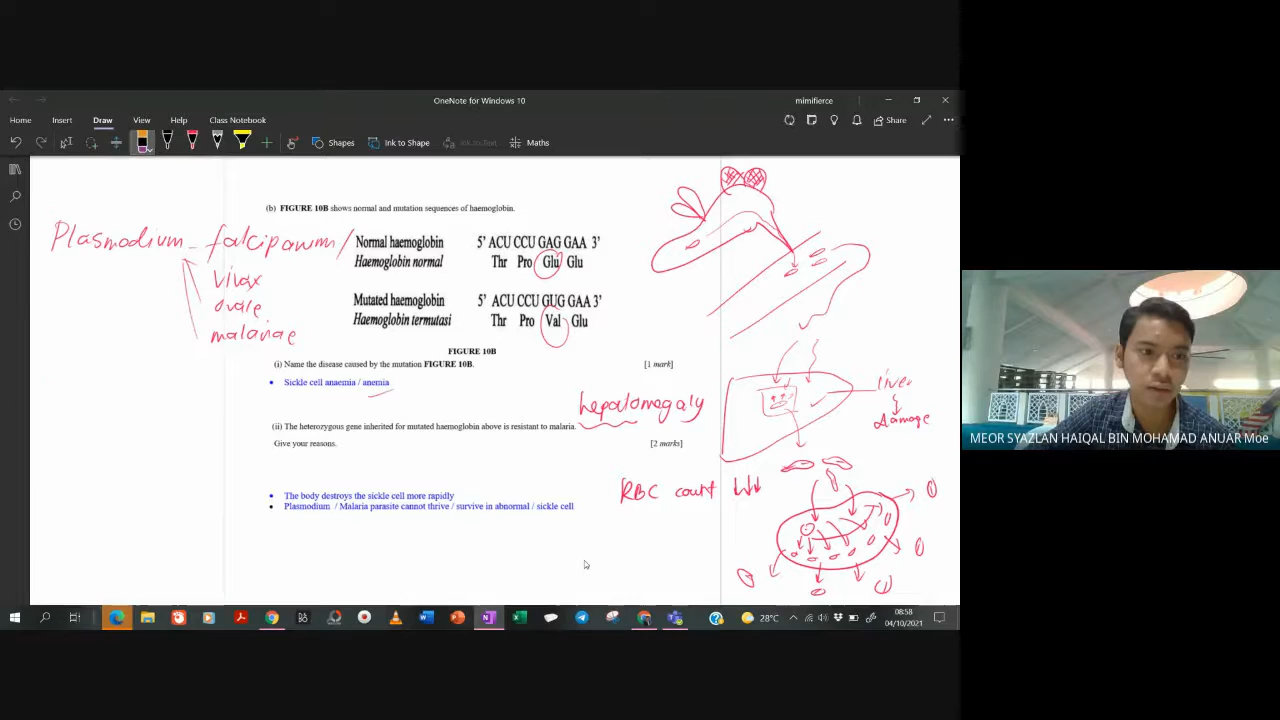 OneNote for Windows 10
mimifierce
Home
Insert
Draw
View
Help
Class Notebook
Share
Shapes
Ink to Shape
Ink to Text
Maths
(b) FIGURE 10B shows normal and mutation sequences of haemoglobin.
Plasmodium - falciparum /
vivax
ovale
malariae
Normal haemoglobin 5' ACU CCU GAG GAA 3'
Haemoglobin normal Thr Pro Glu Glu
Mutated haemoglobin 5' ACU CCU GUG GAA 3'
Haemoglobin termutasi Thr Pro Val Glu
FIGURE 10B
(i) Name the disease caused by the mutation FIGURE 10B. [1 mark]
• Sickle cell anaemia / anemia
hepatomegaly
liver
damage
(ii) The heterozygous gene inherited for mutated haemoglobin above is resistant to malaria.
Give your reasons. [2 marks]
RBC count
• The body destroys the sickle cell more rapidly
• Plasmodium / Malaria parasite cannot thrive / survive in abnormal / sickle cell
MEOR SYAZLAN HAIQAL BIN MOHAMAD ANUAR Moe
28°C
08:58
04/10/2021